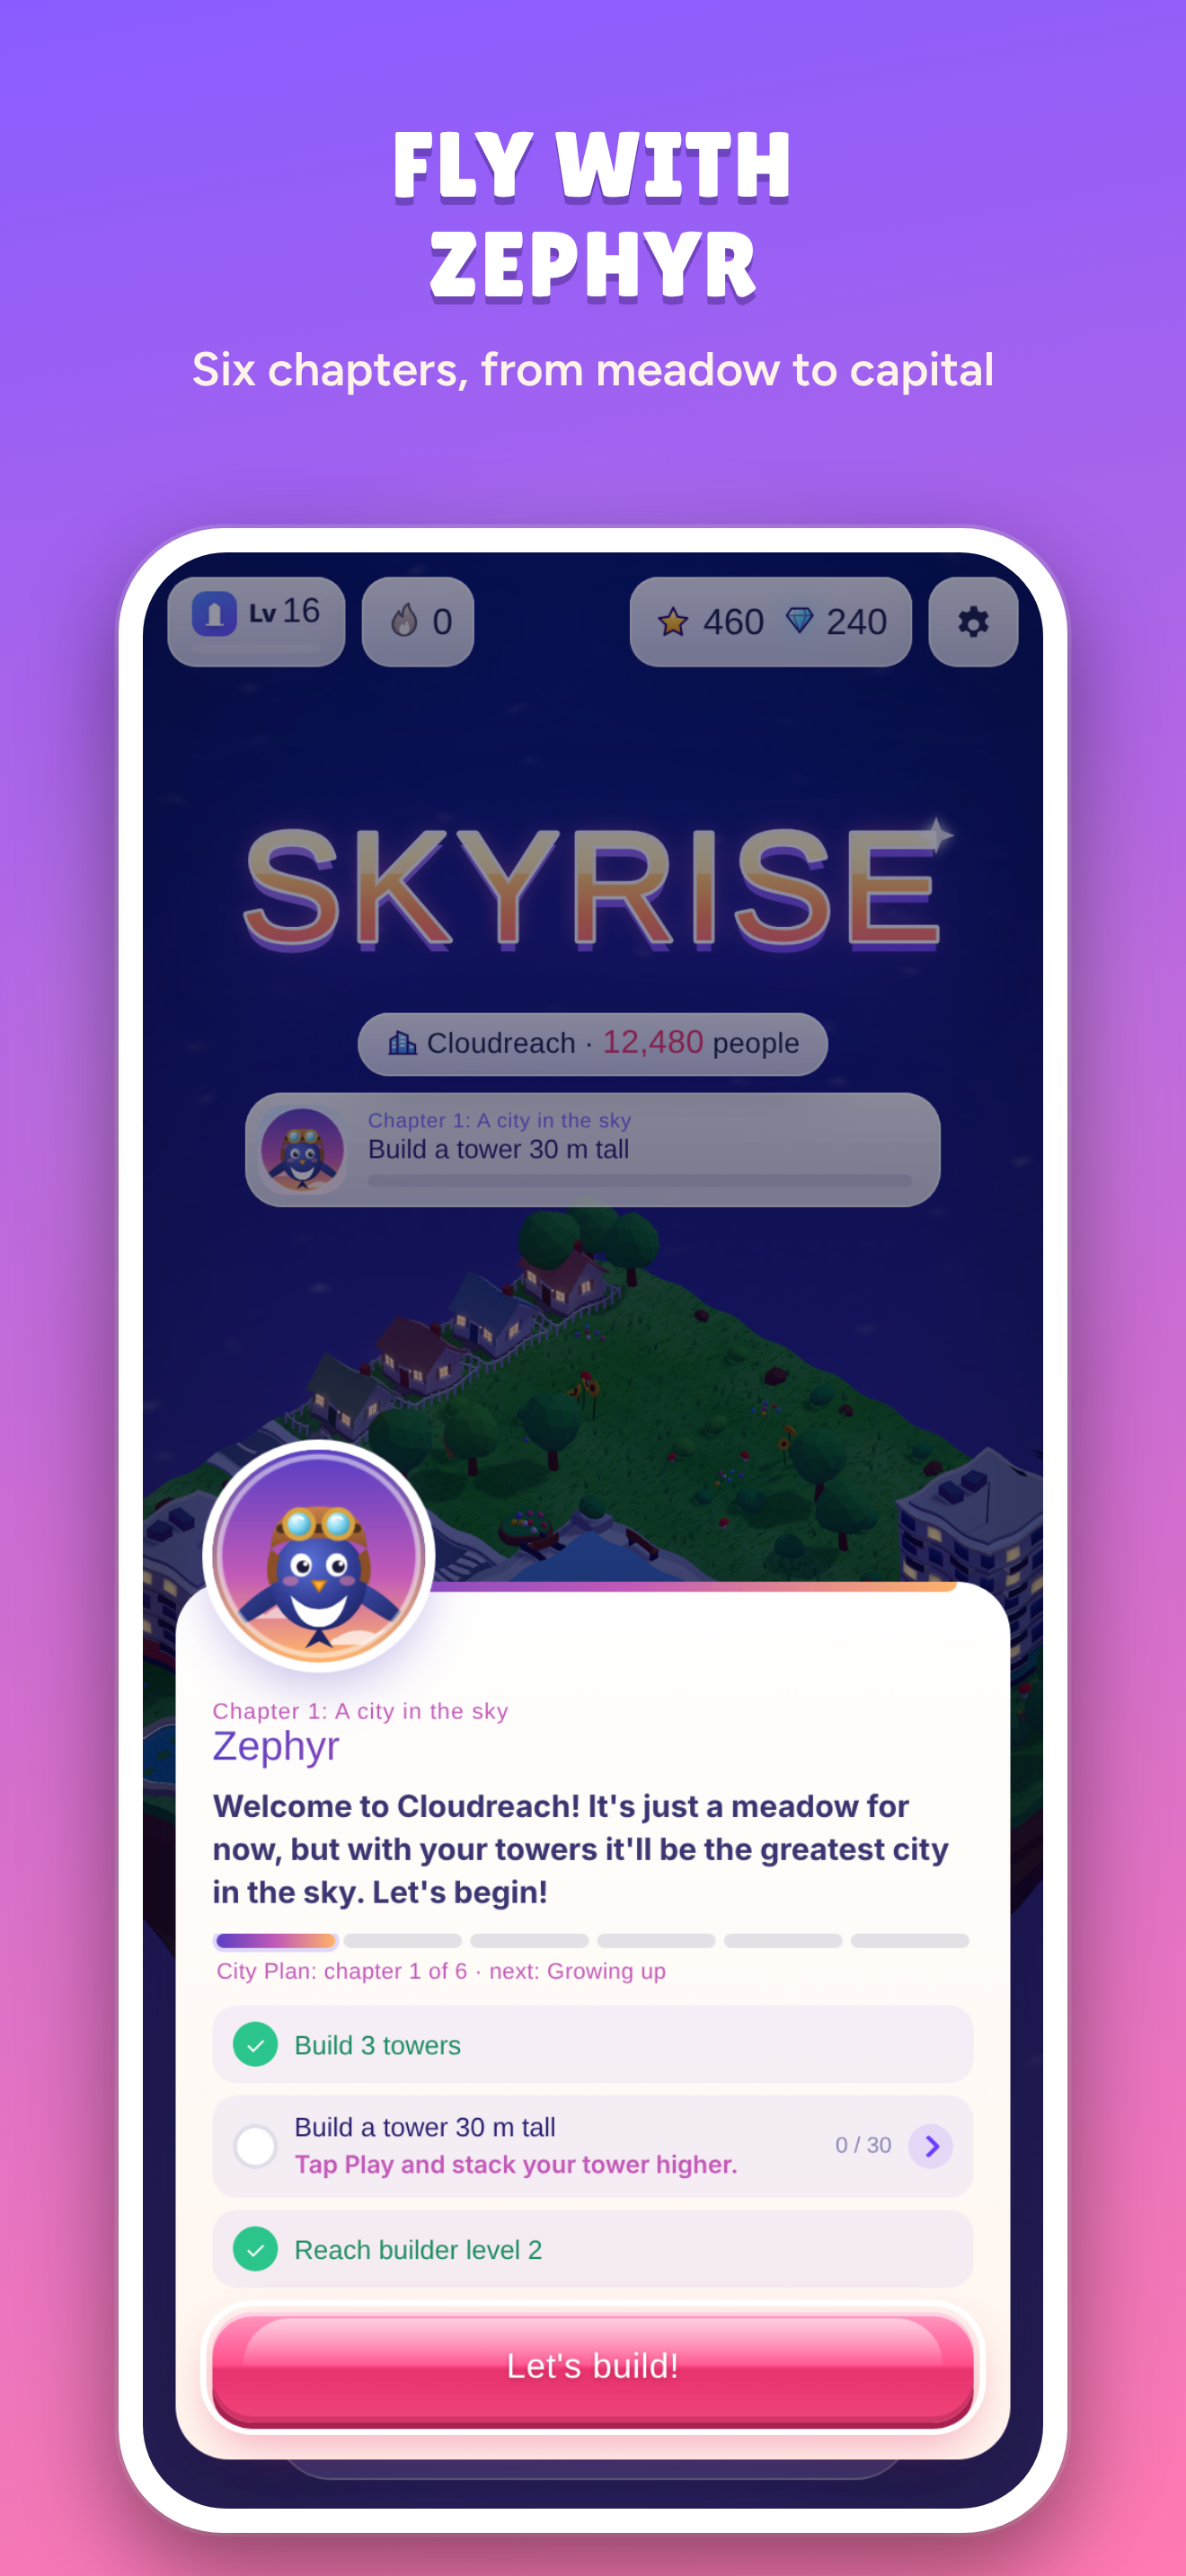 FLY WITH
ZEPHYR
Six chapters, from meadow to capital
Lv 16
0
460
240
SKYRISE
Cloudreach · 12,480 people
Chapter 1: A city in the sky
Build a tower 30 m tall
Chapter 1: A city in the sky
Zephyr
Welcome to Cloudreach! It's just a meadow for
now, but with your towers it'll be the greatest city
in the sky. Let's begin!
City Plan: chapter 1 of 6 · next: Growing up
Build 3 towers
Build a tower 30 m tall
Tap Play and stack your tower higher.
0 / 30
Reach builder level 2
Let's build!